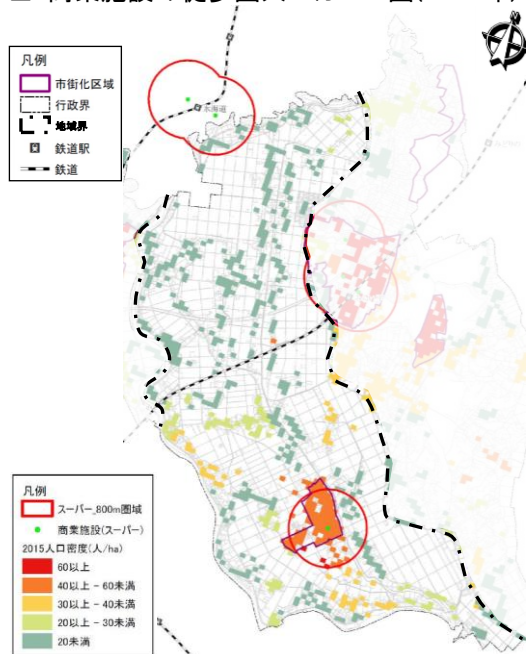 凡例
市街化区域
行政界
地域界
鉄道駅
鉄道
凡例
スーパー_800m圏域
商業施設(スーパー)
2015人口密度(人/ha)
60以上
40以上 - 60未満
30以上 - 40未満
20以上 - 30未満
20未満